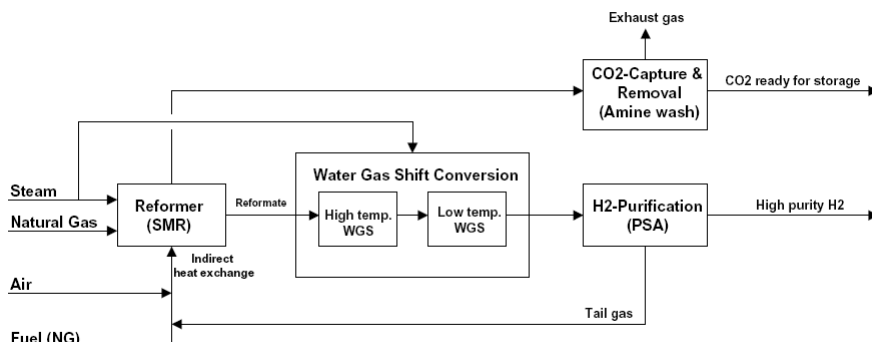 Exhaust gas
CO2-Capture &
Removal
(Amine wash)
CO2 ready for storage
Water Gas Shift Conversion
Steam
Natural Gas
Reformer
(SMR)
Reformate
High temp.
WGS
Low temp.
WGS
H2-Purification
(PSA)
High purity H2
Indirect
heat exchange
Air
Tail gas
Fuel (NG)